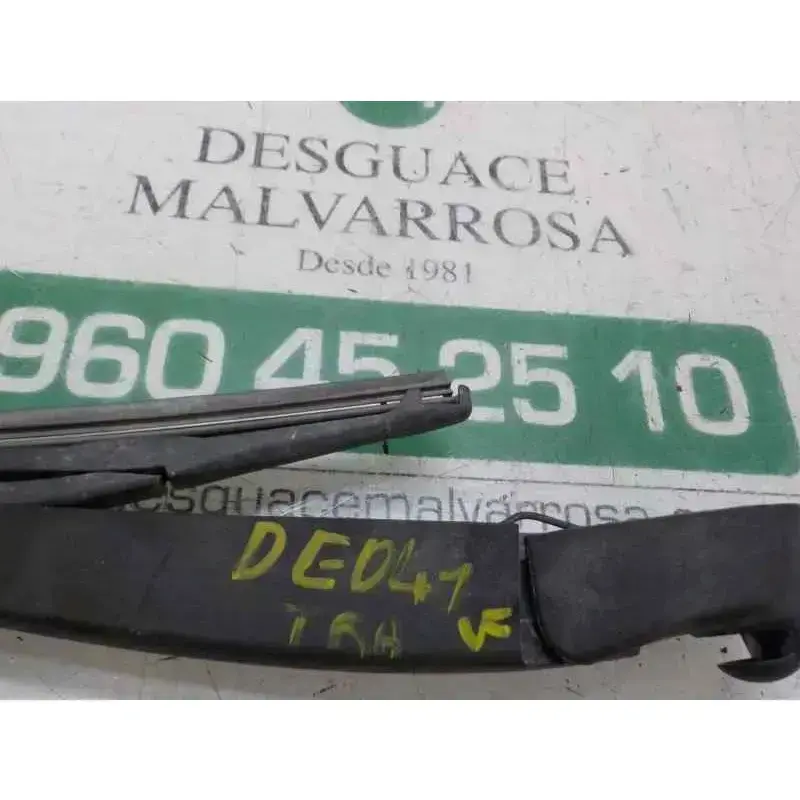 DESGUACE
MALVARROSA
Desde 1981
960 45 25 10
desguacemalvarrosa.
DE041
TRA